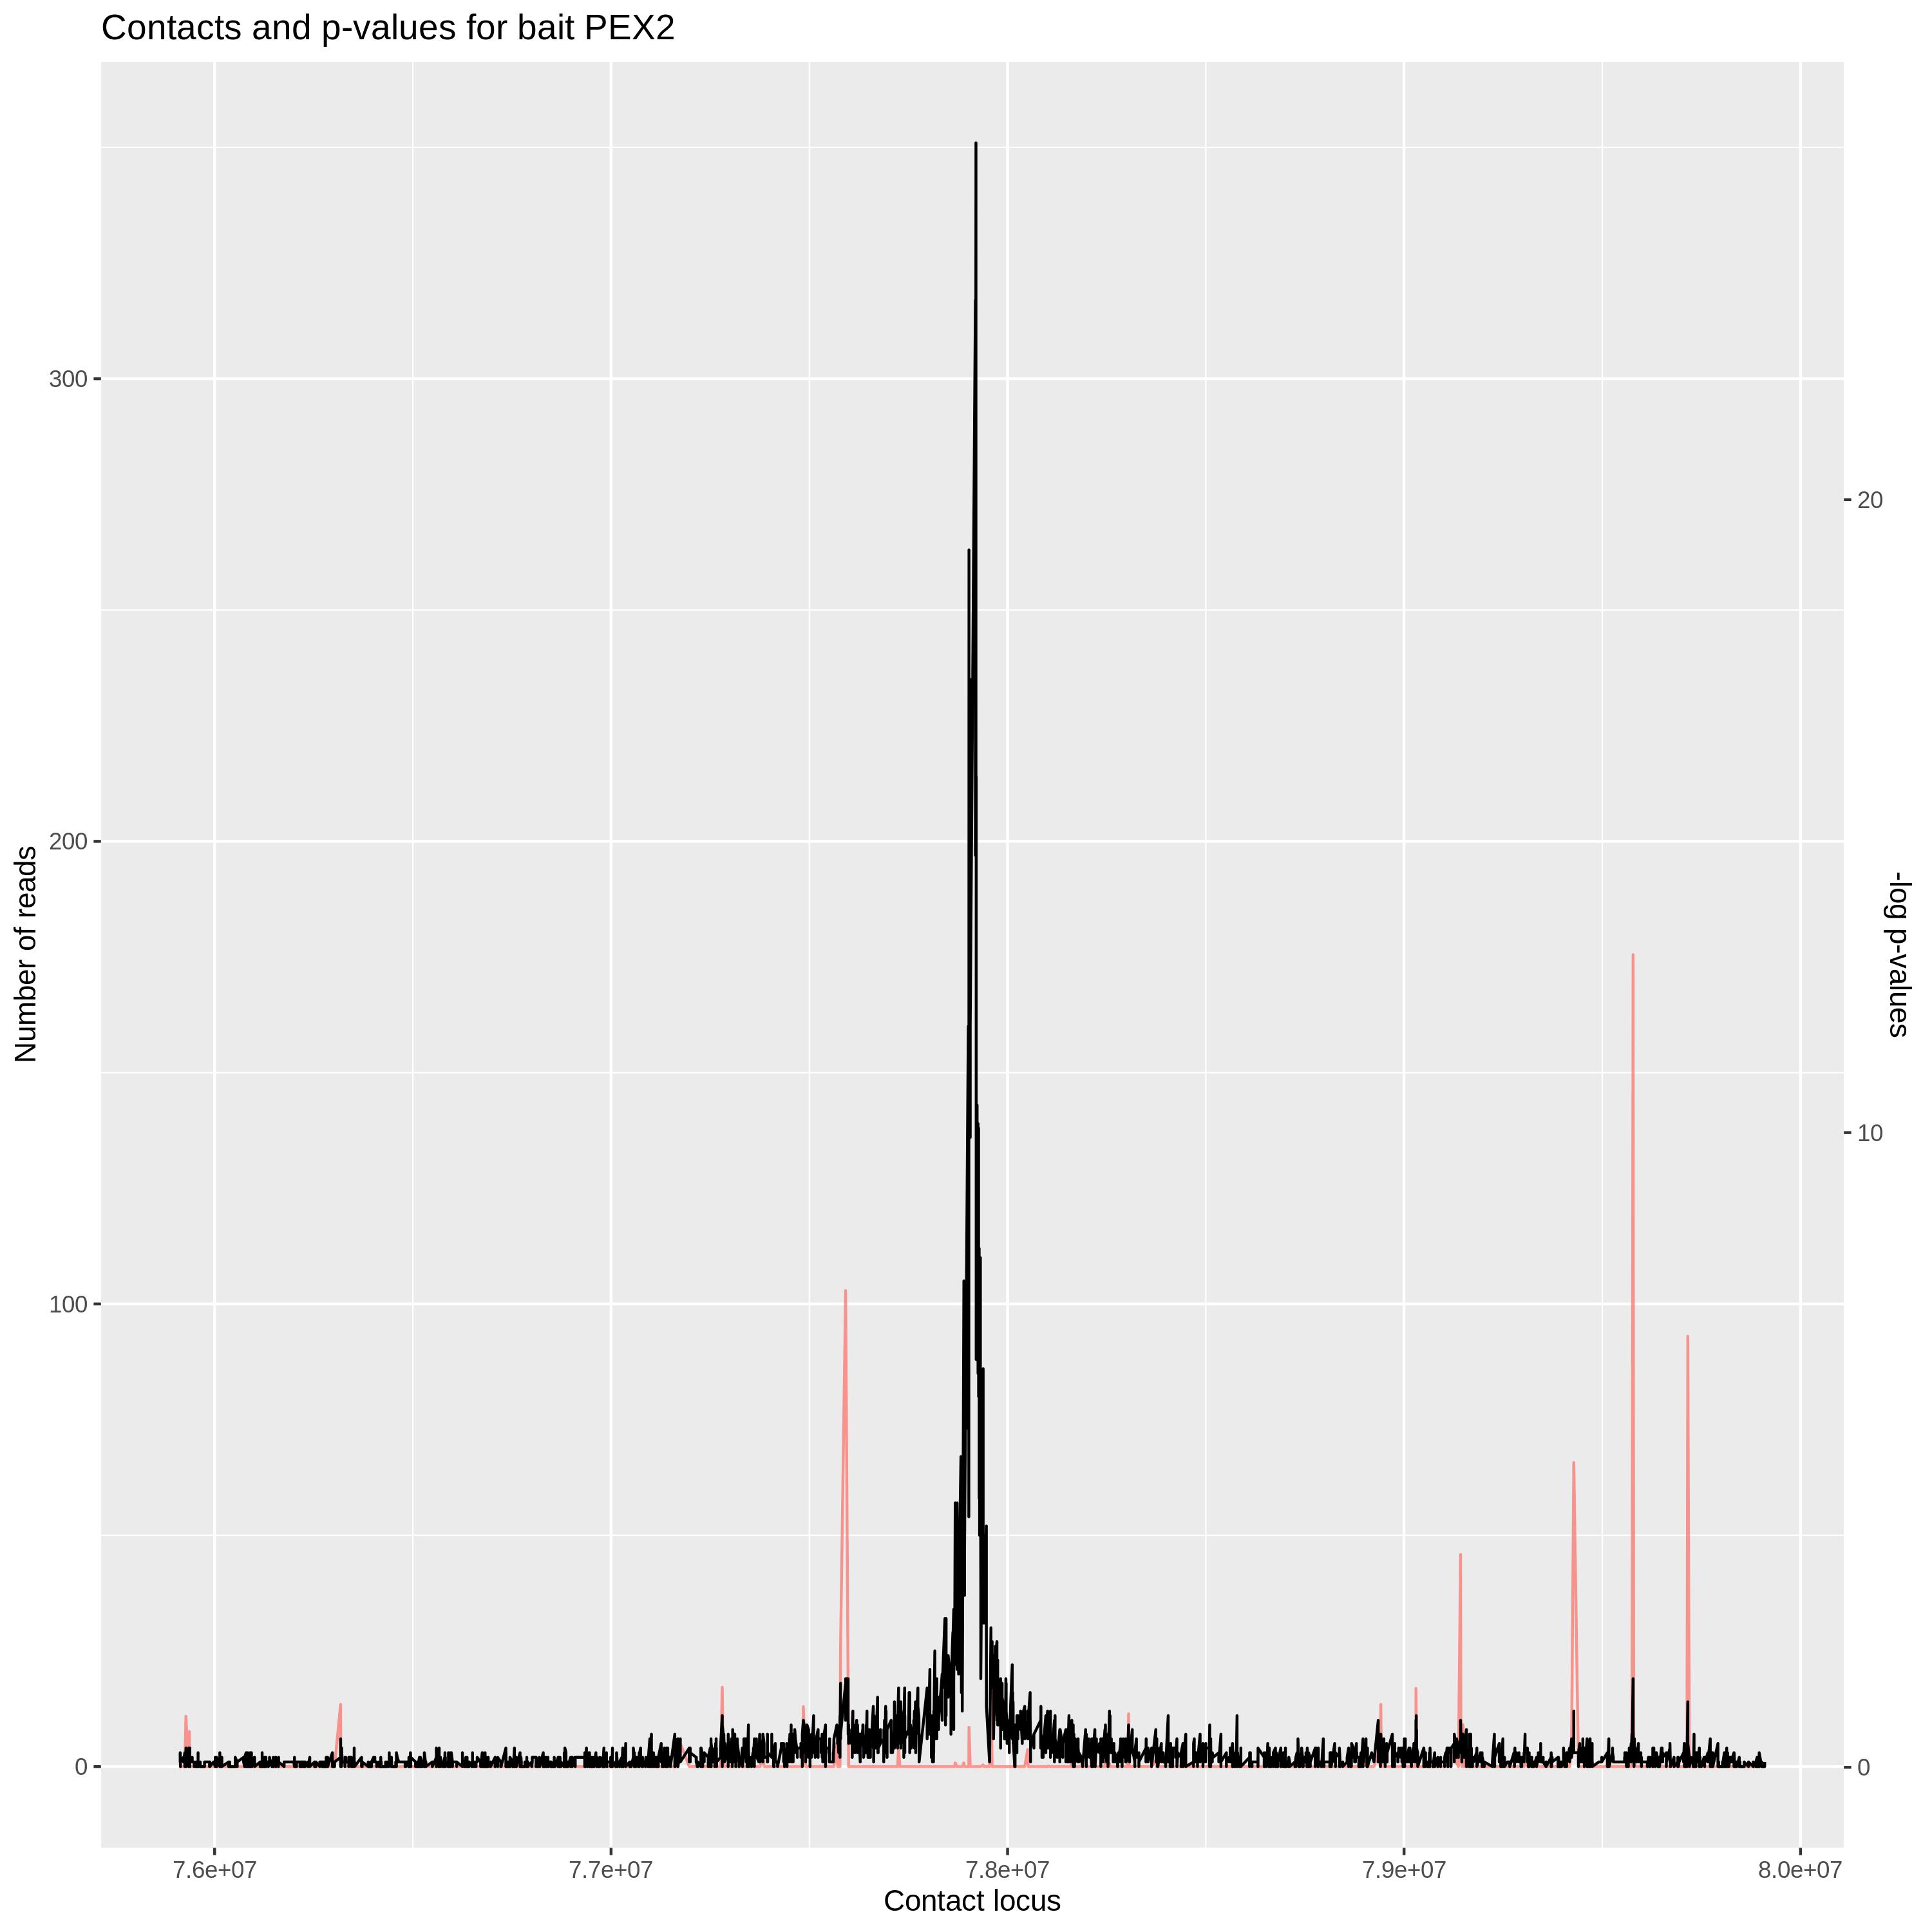 Contacts and p-values for bait PEX2
Number of reads
300
200
100
0
20
10
0
-log p-values
7.6e+07
7.7e+07
7.8e+07
7.9e+07
8.0e+07
Contact locus